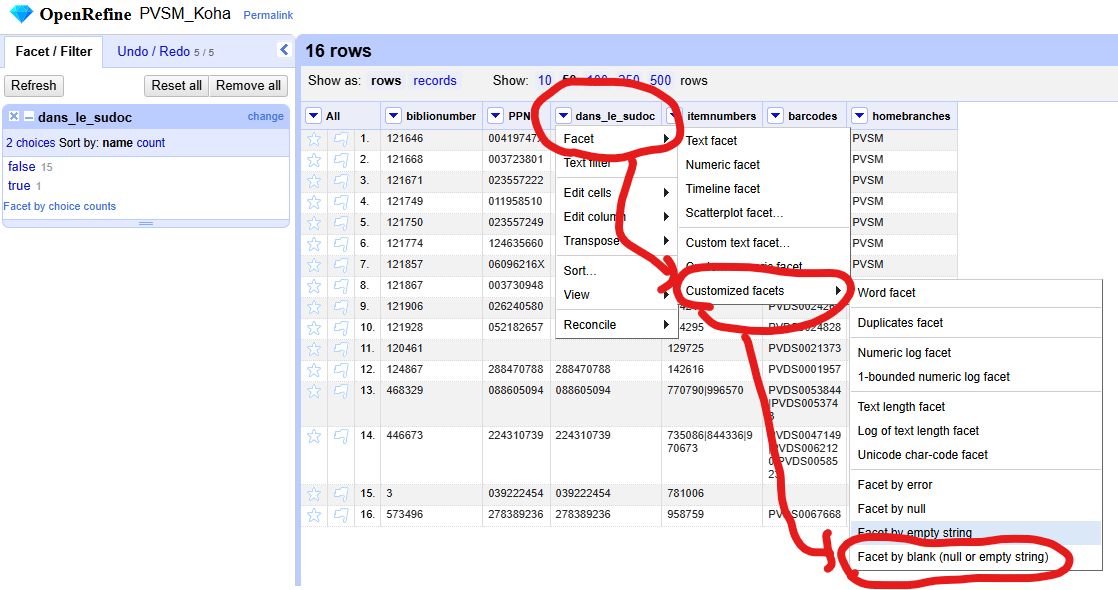 OpenRefine PVSM_Koha Permalink
Facet / Filter Undo / Redo 5 / 5
16 rows
Refresh Reset all Remove all
Show as: rows records Show: 10 50 100 250 500 rows
dans_le_sudoc change
2 choices Sort by: name count
false 15
true 1
Facet by choice counts
All biblionumber PPN dans_le_sudoc itemnumbers barcodes homebranches
1. 121646 00419747X PVSM
2. 121668 003723801 PVSM
3. 121671 023557222 PVSM
4. 121749 011958510 PVSM
5. 121750 023557249 PVSM
6. 121774 124635660 PVSM
7. 121857 06096216X PVSM
8. 121867 003730948
9. 121906 026240580
10. 121928 052182657 4295 24828
11. 120461 129725 PVDS0021373
12. 124867 288470788 288470788 142616 PVDS0001957
13. 468329 088605094 088605094 770790|996570 PVDS0053844
|PVDS005374
14. 446673 224310739 224310739 735086|844336|9 PVDS0047149
70673 |PVDS006212
PVDS00585
15. 3 039222454 039222454 781006
16. 573496 278389236 278389236 958759 PVDS0067668
Facet
Text filter
Edit cells
Edit column
Transpose
Sort...
View
Reconcile
Text facet
Numeric facet
Timeline facet
Scatterplot facet...
Custom text facet...
Custom numeric facet...
Customized facets
Word facet
Duplicates facet
Numeric log facet
1-bounded numeric log facet
Text length facet
Log of text length facet
Unicode char-code facet
Facet by error
Facet by null
Facet by empty string
Facet by blank (null or empty string)